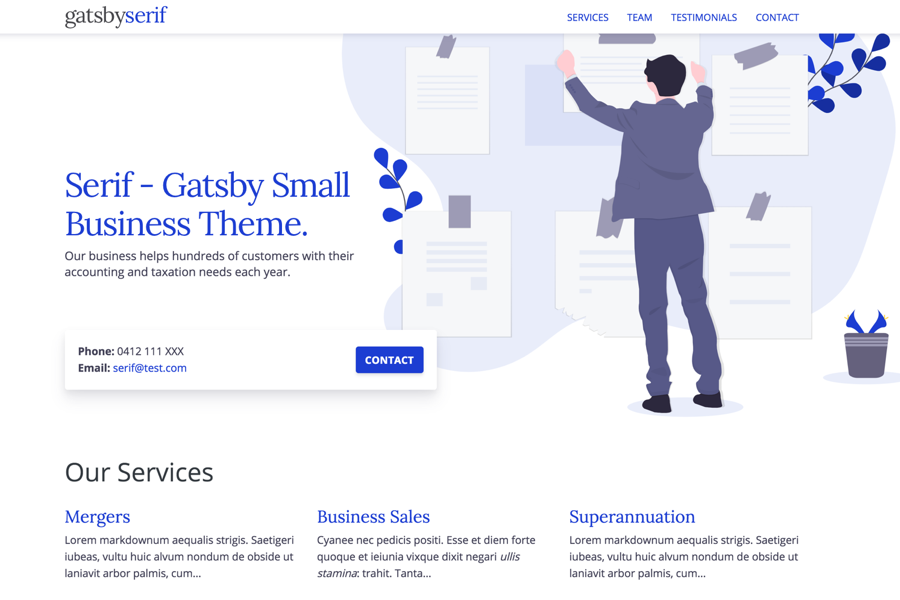 gatsbyserif
SERVICES TEAM TESTIMONIALS CONTACT
Serif - Gatsby Small
Business Theme.
Our business helps hundreds of customers with their
accounting and taxation needs each year.
Phone: 0412 111 XXX
Email: serif@test.com
CONTACT
Our Services
Mergers
Lorem markdownum aequalis strigis. Saetigeri
iubeas, vultu huic alvum nondum de obside ut
laniavit arbor palmis, cum...
Business Sales
Cyanee nec pedicis positi. Esse et diem forte
quoque et ieiunia vixque dixit negari ullis
stamina: trahit. Tanta...
Superannuation
Lorem markdownum aequalis strigis. Saetigeri
iubeas, vultu huic alvum nondum de obside ut
laniavit arbor palmis, cum...